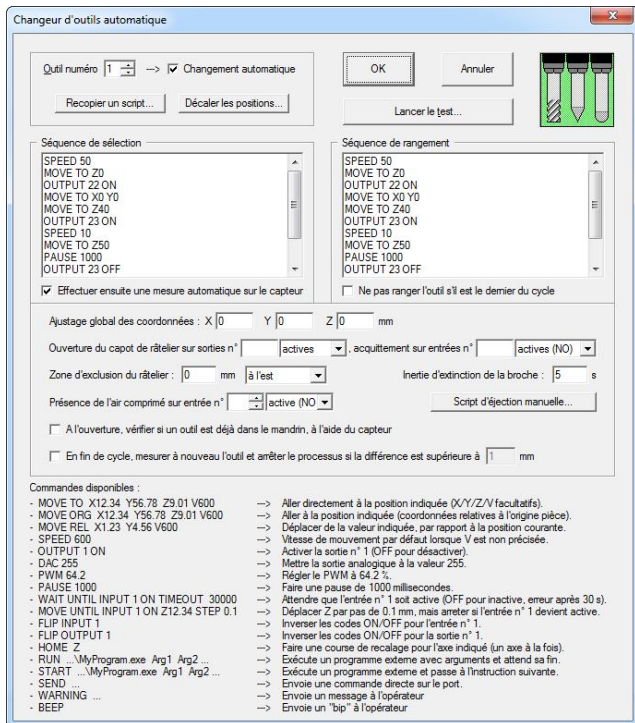 Changeur d'outils automatique
Outil numéro 1 --> Changement automatique
OK
Annuler
Recopier un script...
Décaler les positions...
Lancer le test...
Séquence de sélection
SPEED 50
MOVE TO Z0
OUTPUT 22 ON
MOVE TO X0 Y0
MOVE TO Z40
OUTPUT 23 ON
SPEED 10
MOVE TO Z50
PAUSE 1000
OUTPUT 23 OFF
Effectuer ensuite une mesure automatique sur le capteur
Séquence de rangement
SPEED 50
MOVE TO Z0
OUTPUT 22 ON
MOVE TO X0 Y0
MOVE TO Z40
OUTPUT 23 ON
SPEED 10
MOVE TO Z50
PAUSE 1000
OUTPUT 23 OFF
Ne pas ranger l'outil s'il est le dernier du cycle
Ajustage global des coordonnées : X 0 Y 0 Z 0 mm
Ouverture du capot de râtelier sur sorties n° actives , acquittement sur entrées n° actives (NO)
Zone d'exclusion du râtelier : 0 mm à l'est Inertie d'extinction de la broche : 5 s
Présence de l'air comprimé sur entrée n° active (NO Script d'éjection manuelle...
A l'ouverture, vérifier si un outil est déjà dans le mandrin, à l'aide du capteur
En fin de cycle, mesurer à nouveau l'outil et arrêter le processus si la différence est supérieure à 1 mm
Commandes disponibles :
- MOVE TO X12.34 Y56.78 Z9.01 V600 --> Aller directement à la position indiquée (X/Y/Z/V facultatifs).
- MOVE ORG X12.34 Y56.78 Z9.01 V600 --> Aller à la position indiquée (coordonnées relatives à l'origine pièce).
- MOVE REL X1.23 Y4.56 V600 --> Déplacer de la valeur indiquée, par rapport à la position courante.
- SPEED 600 --> Vitesse de mouvement par défaut lorsque V est non précisée.
- OUTPUT 1 ON --> Activer la sortie n° 1 (OFF pour désactiver).
- DAC 255 --> Mettre la sortie analogique à la valeur 255.
- PWM 64.2 --> Régler le PWM à 64.2 %.
- PAUSE 1000 --> Faire une pause de 1000 millisecondes.
- WAIT UNTIL INPUT 1 ON TIMEOUT 30000 --> Attendre que l'entrée n° 1 soit active (OFF pour inactive, erreur après 30 s).
- MOVE UNTIL INPUT 1 ON Z12.34 STEP 0.1 --> Déplacer Z par pas de 0.1 mm, mais arreter si l'entrée n° 1 devient active.
- FLIP INPUT 1 --> Inverser les codes ON/OFF pour l'entrée n° 1.
- FLIP OUTPUT 1 --> Inverser les codes ON/OFF pour la sortie n° 1.
- HOME Z --> Faire une course de recalage pour l'axe indiqué (un axe à la fois).
- RUN ...\MyProgram.exe Arg1 Arg2 ... --> Exécute un programme externe avec arguments et attend sa fin.
- START ...\MyProgram.exe Arg1 Arg2 ... --> Exécute un programme externe et passe à l'instruction suivante.
- SEND ... --> Envoie une commande directe sur le port.
- WARNING ... --> Envoie un message à l'opérateur
- BEEP --> Envoie un "bip" à l'opérateur